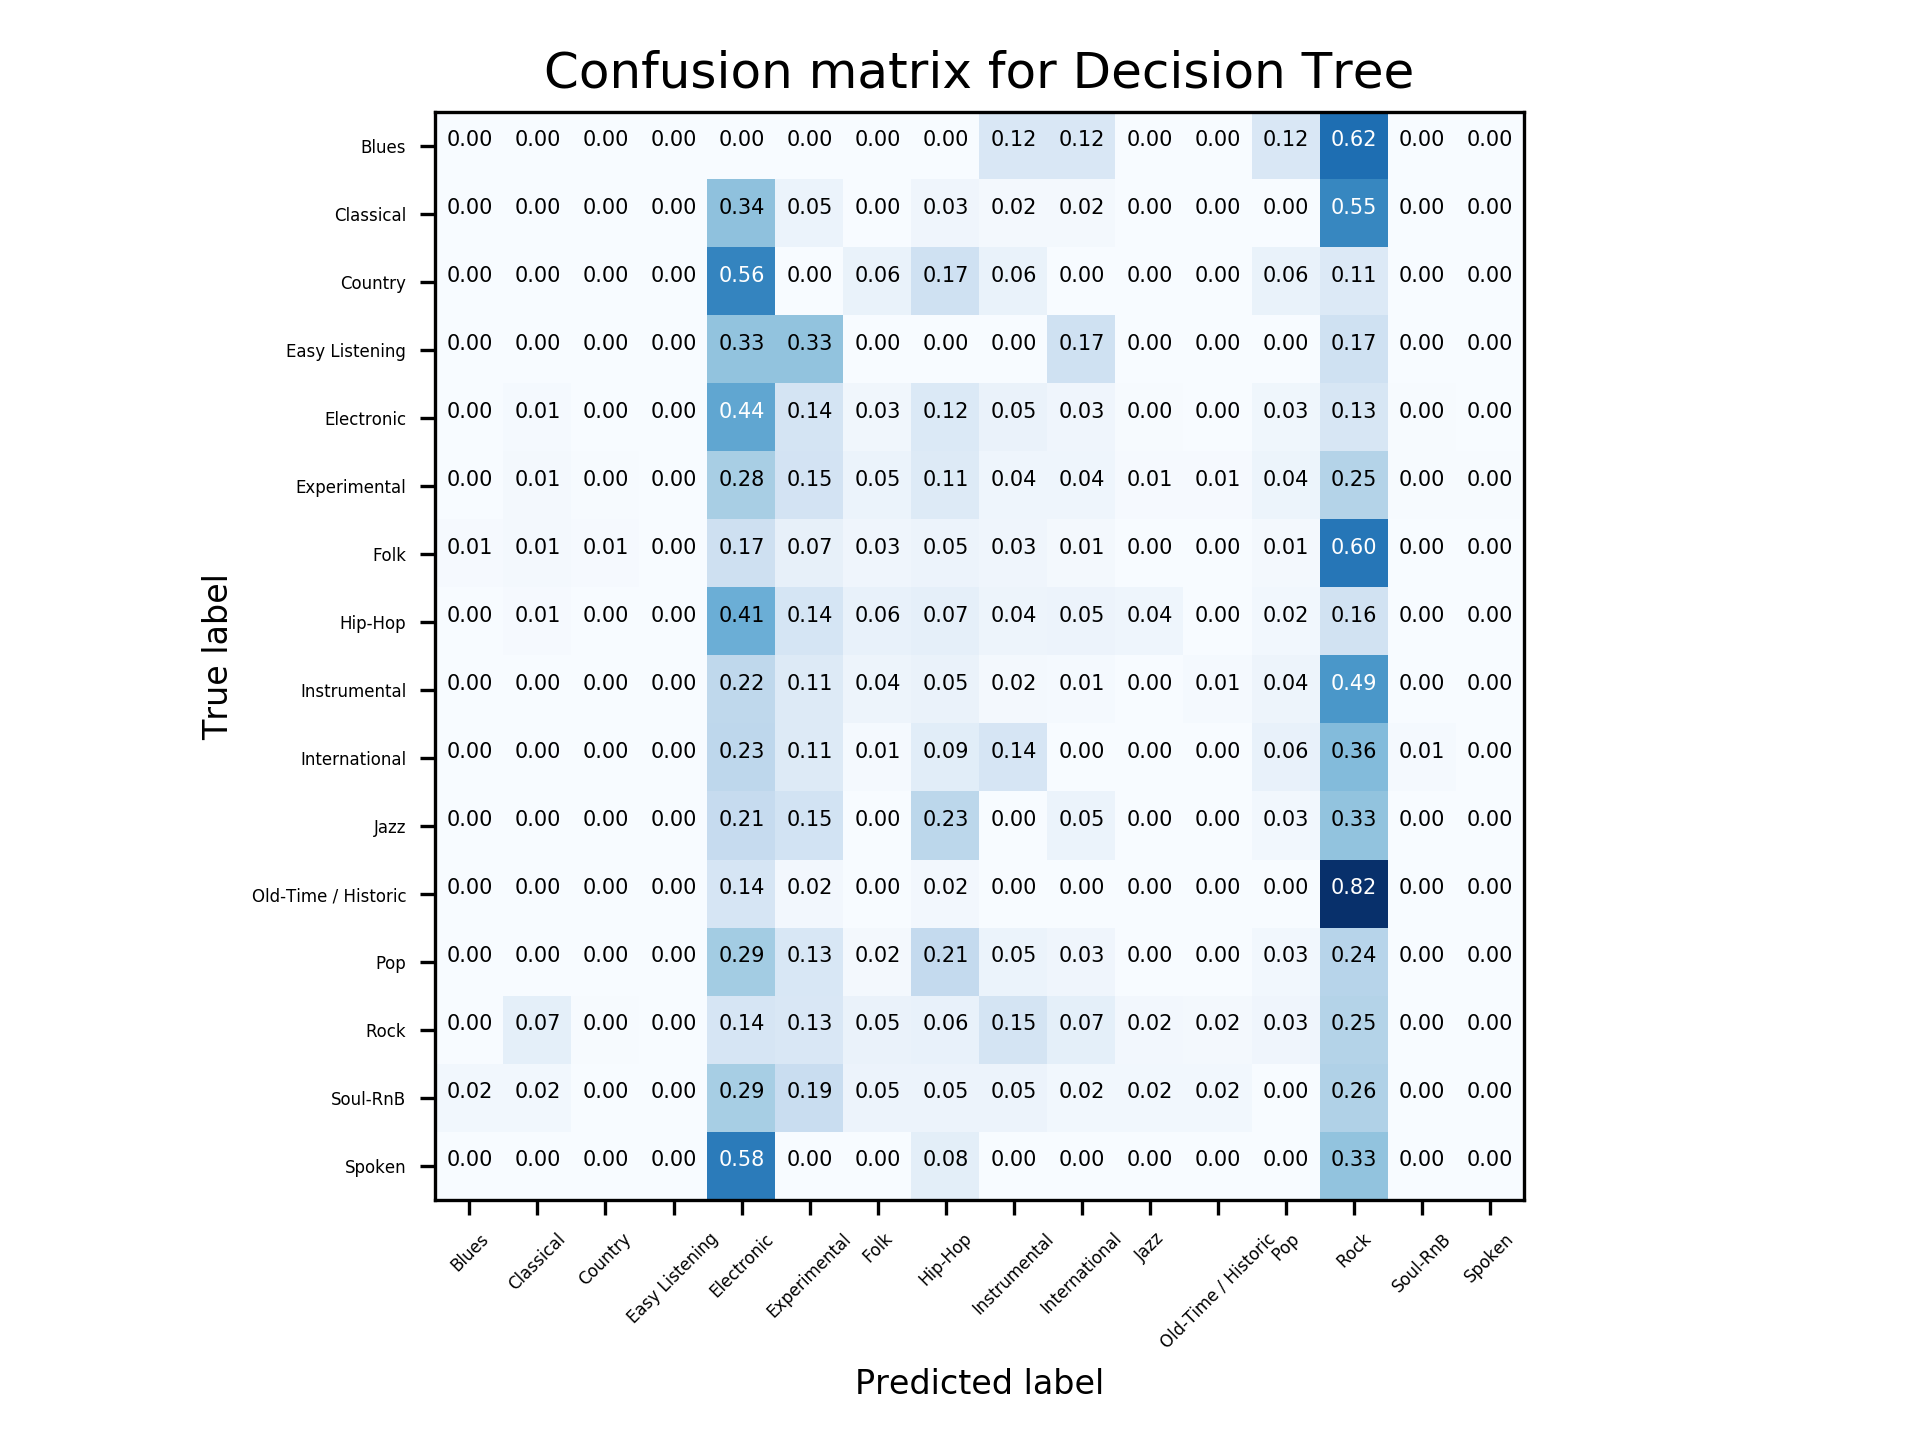 Confusion matrix for Decision Tree
Blues 0.00 0.00 0.00 0.00 0.00 0.00 0.00 0.00 0.12 0.12 0.00 0.00 0.12 0.62 0.00 0.00
Classical 0.00 0.00 0.00 0.00 0.34 0.05 0.00 0.03 0.02 0.02 0.00 0.00 0.00 0.55 0.00 0.00
Country 0.00 0.00 0.00 0.00 0.56 0.00 0.06 0.17 0.06 0.00 0.00 0.00 0.06 0.11 0.00 0.00
Easy Listening 0.00 0.00 0.00 0.00 0.33 0.33 0.00 0.00 0.00 0.17 0.00 0.00 0.00 0.17 0.00 0.00
Electronic 0.00 0.01 0.00 0.00 0.44 0.14 0.03 0.12 0.05 0.03 0.00 0.00 0.03 0.13 0.00 0.00
Experimental 0.00 0.01 0.00 0.00 0.28 0.15 0.05 0.11 0.04 0.04 0.01 0.01 0.04 0.25 0.00 0.00
Folk 0.01 0.01 0.01 0.00 0.17 0.07 0.03 0.05 0.03 0.01 0.00 0.00 0.01 0.60 0.00 0.00
Hip-Hop 0.00 0.01 0.00 0.00 0.41 0.14 0.06 0.07 0.04 0.05 0.04 0.00 0.02 0.16 0.00 0.00
Instrumental 0.00 0.00 0.00 0.00 0.22 0.11 0.04 0.05 0.02 0.01 0.00 0.01 0.04 0.49 0.00 0.00
International 0.00 0.00 0.00 0.00 0.23 0.11 0.01 0.09 0.14 0.00 0.00 0.00 0.06 0.36 0.01 0.00
Jazz 0.00 0.00 0.00 0.00 0.21 0.15 0.00 0.23 0.00 0.05 0.00 0.00 0.03 0.33 0.00 0.00
Old-Time / Historic 0.00 0.00 0.00 0.00 0.14 0.02 0.00 0.02 0.00 0.00 0.00 0.00 0.00 0.82 0.00 0.00
Pop 0.00 0.00 0.00 0.00 0.29 0.13 0.02 0.21 0.05 0.03 0.00 0.00 0.03 0.24 0.00 0.00
Rock 0.00 0.07 0.00 0.00 0.14 0.13 0.05 0.06 0.15 0.07 0.02 0.02 0.03 0.25 0.00 0.00
Soul-RnB 0.02 0.02 0.00 0.00 0.29 0.19 0.05 0.05 0.05 0.02 0.02 0.02 0.00 0.26 0.00 0.00
Spoken 0.00 0.00 0.00 0.00 0.58 0.00 0.00 0.08 0.00 0.00 0.00 0.00 0.00 0.33 0.00 0.00
True label
Blues
Classical
Country
Easy Listening
Electronic
Experimental
Folk
Hip-Hop
Instrumental
International
Jazz
Old-Time / Historic
Pop
Rock
Soul-RnB
Spoken
Predicted label